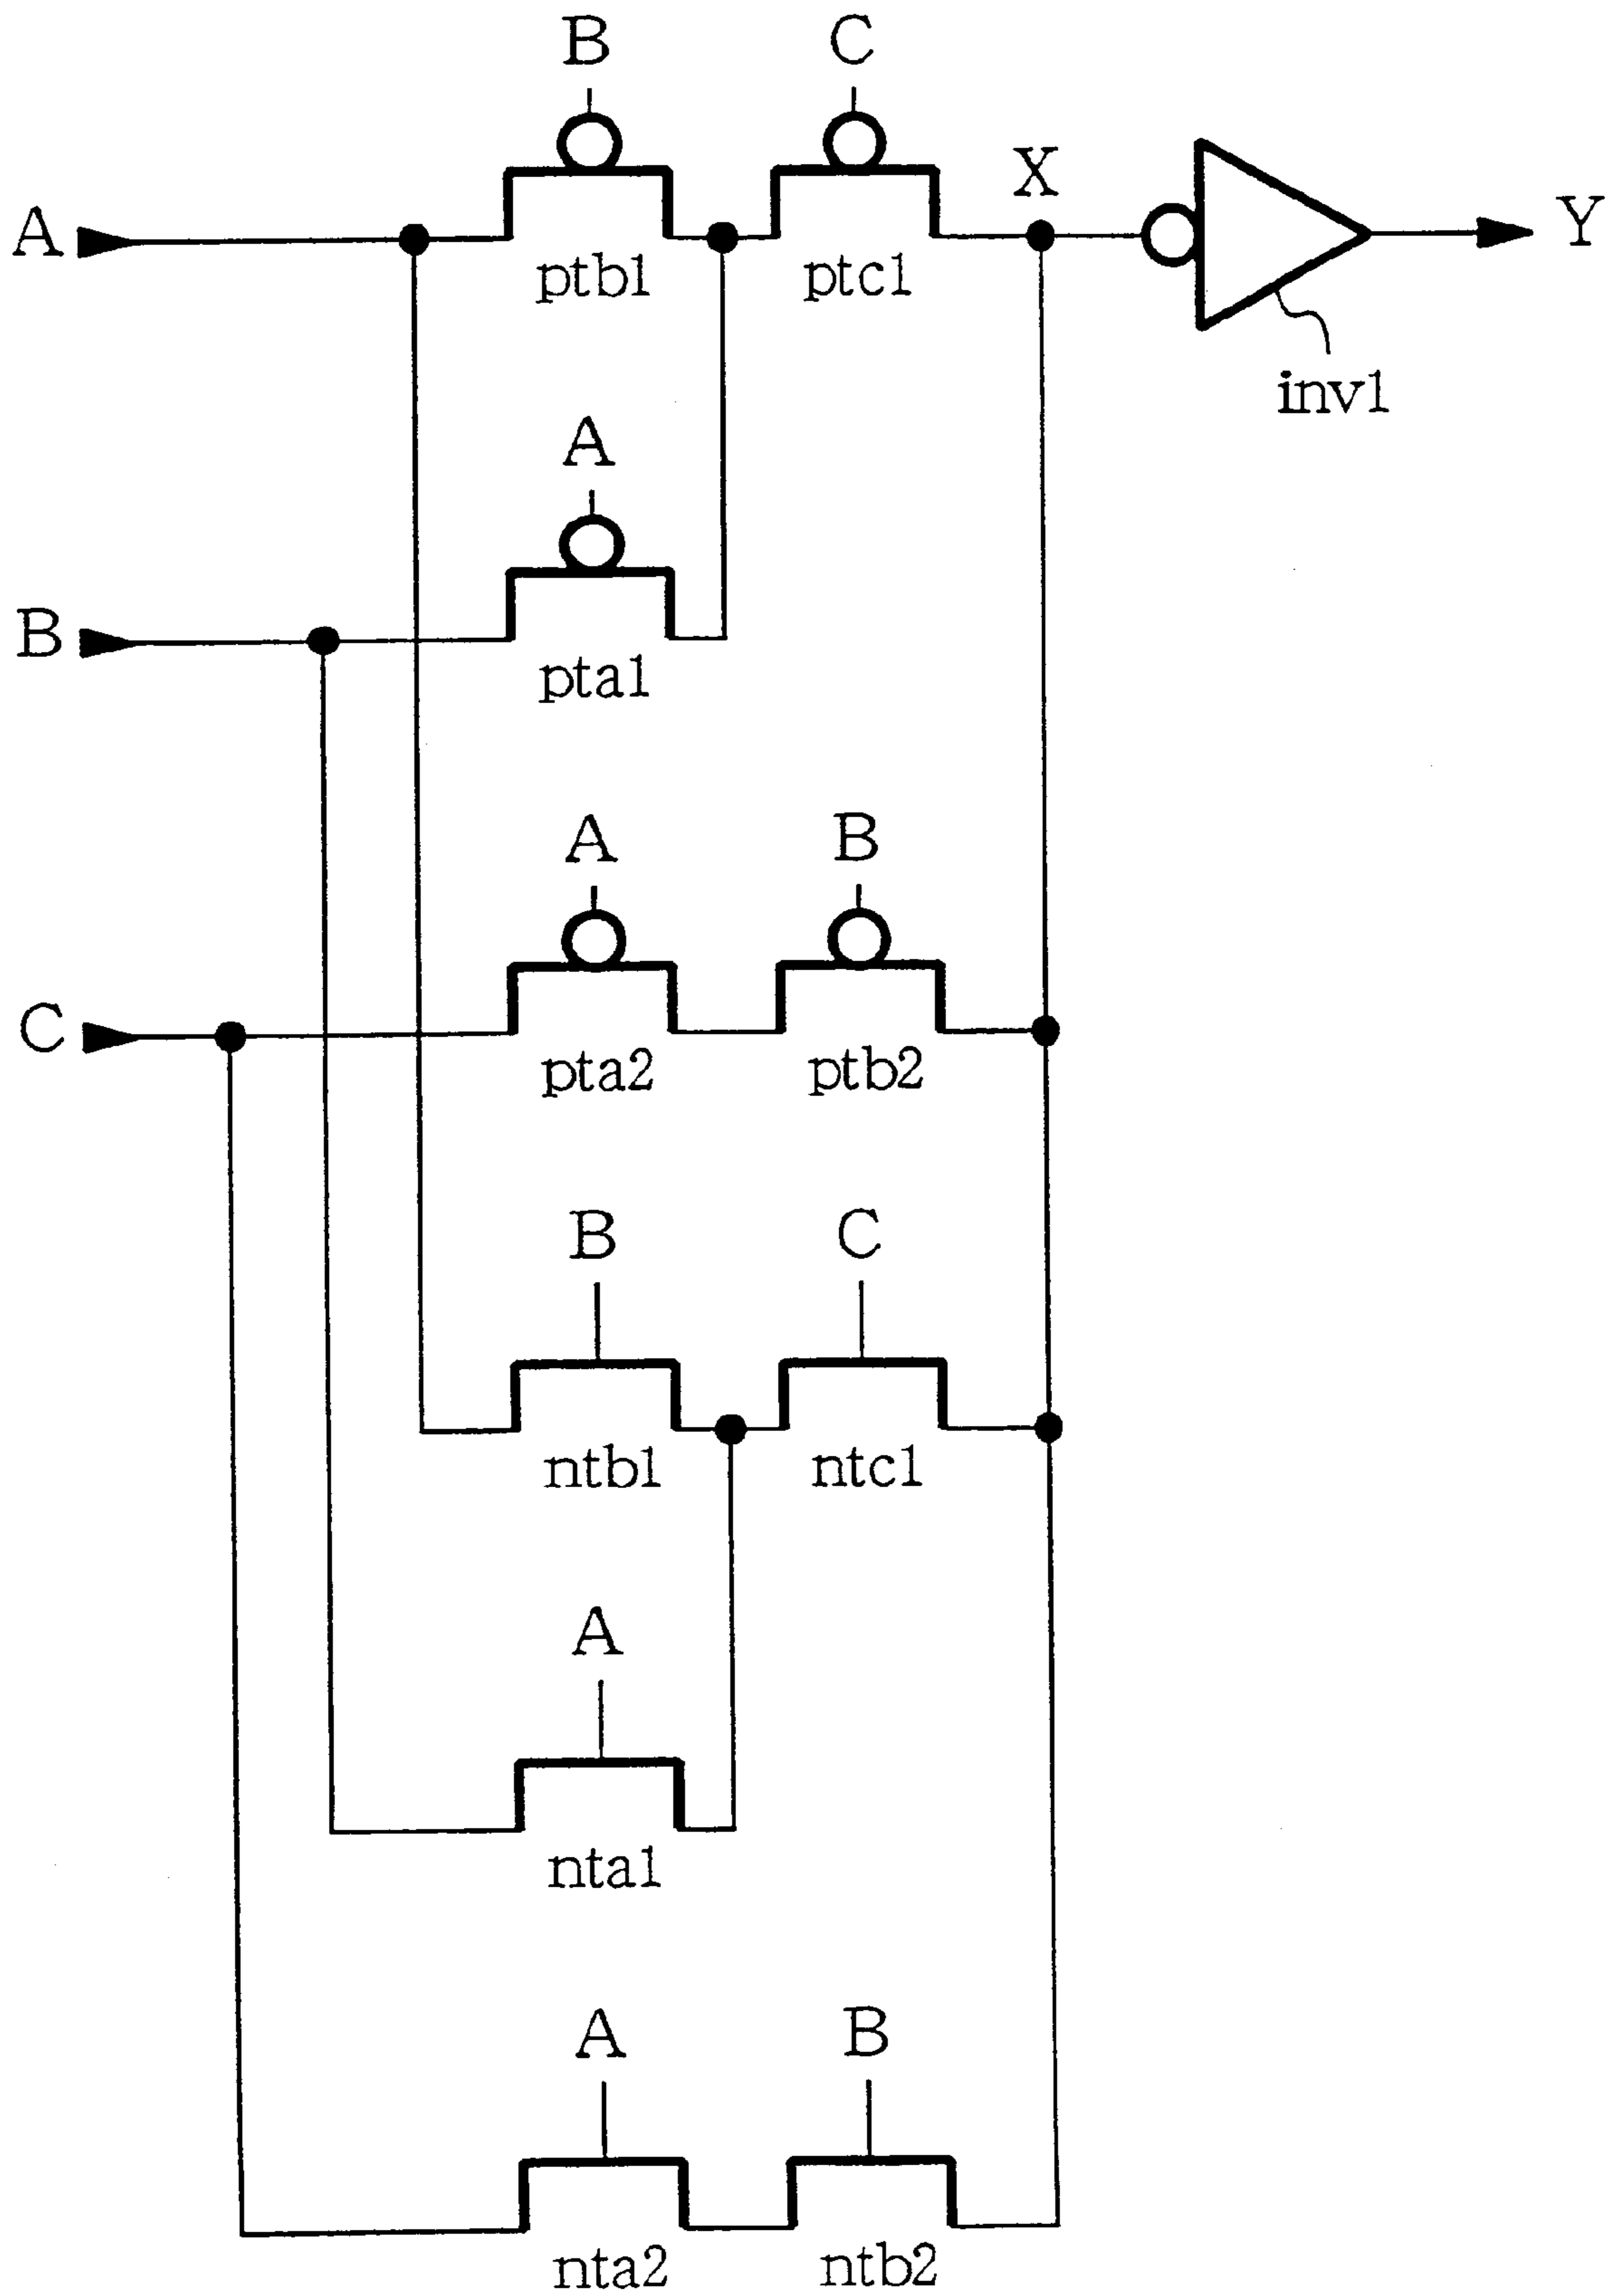 B C
X
A Y
ptb1 ptc1
inv1
A
B
pta1
A B
C
pta2 ptb2
B C
ntb1 ntc1
A
nta1
A B
nta2 ntb2